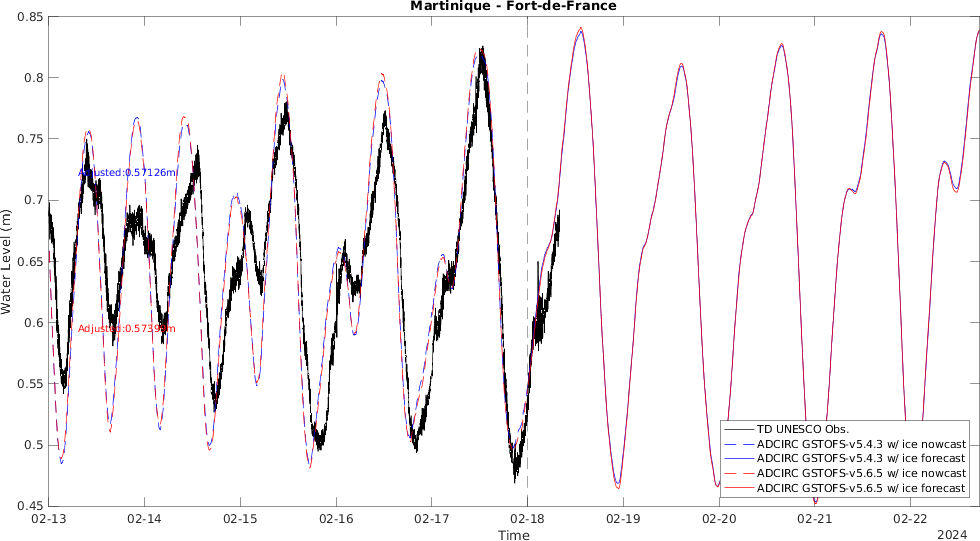 Martinique - Fort-de-France
0.85
0.8
0.75
0.7
0.65
0.6
0.55
0.5
0.45
Water Level (m)
Adjusted:0.57126m
TD UNESCO Obs.
ADCIRC GSTOFS-v5.4.3 w/ ice nowcast
ADCIRC GSTOFS-v5.4.3 w/ ice forecast
ADCIRC GSTOFS-v5.6.5 w/ ice nowcast
ADCIRC GSTOFS-v5.6.5 w/ ice forecast
02-13 02-14 02-15 02-16 02-17 02-18 02-19 02-20 02-21 02-22
Time
2024